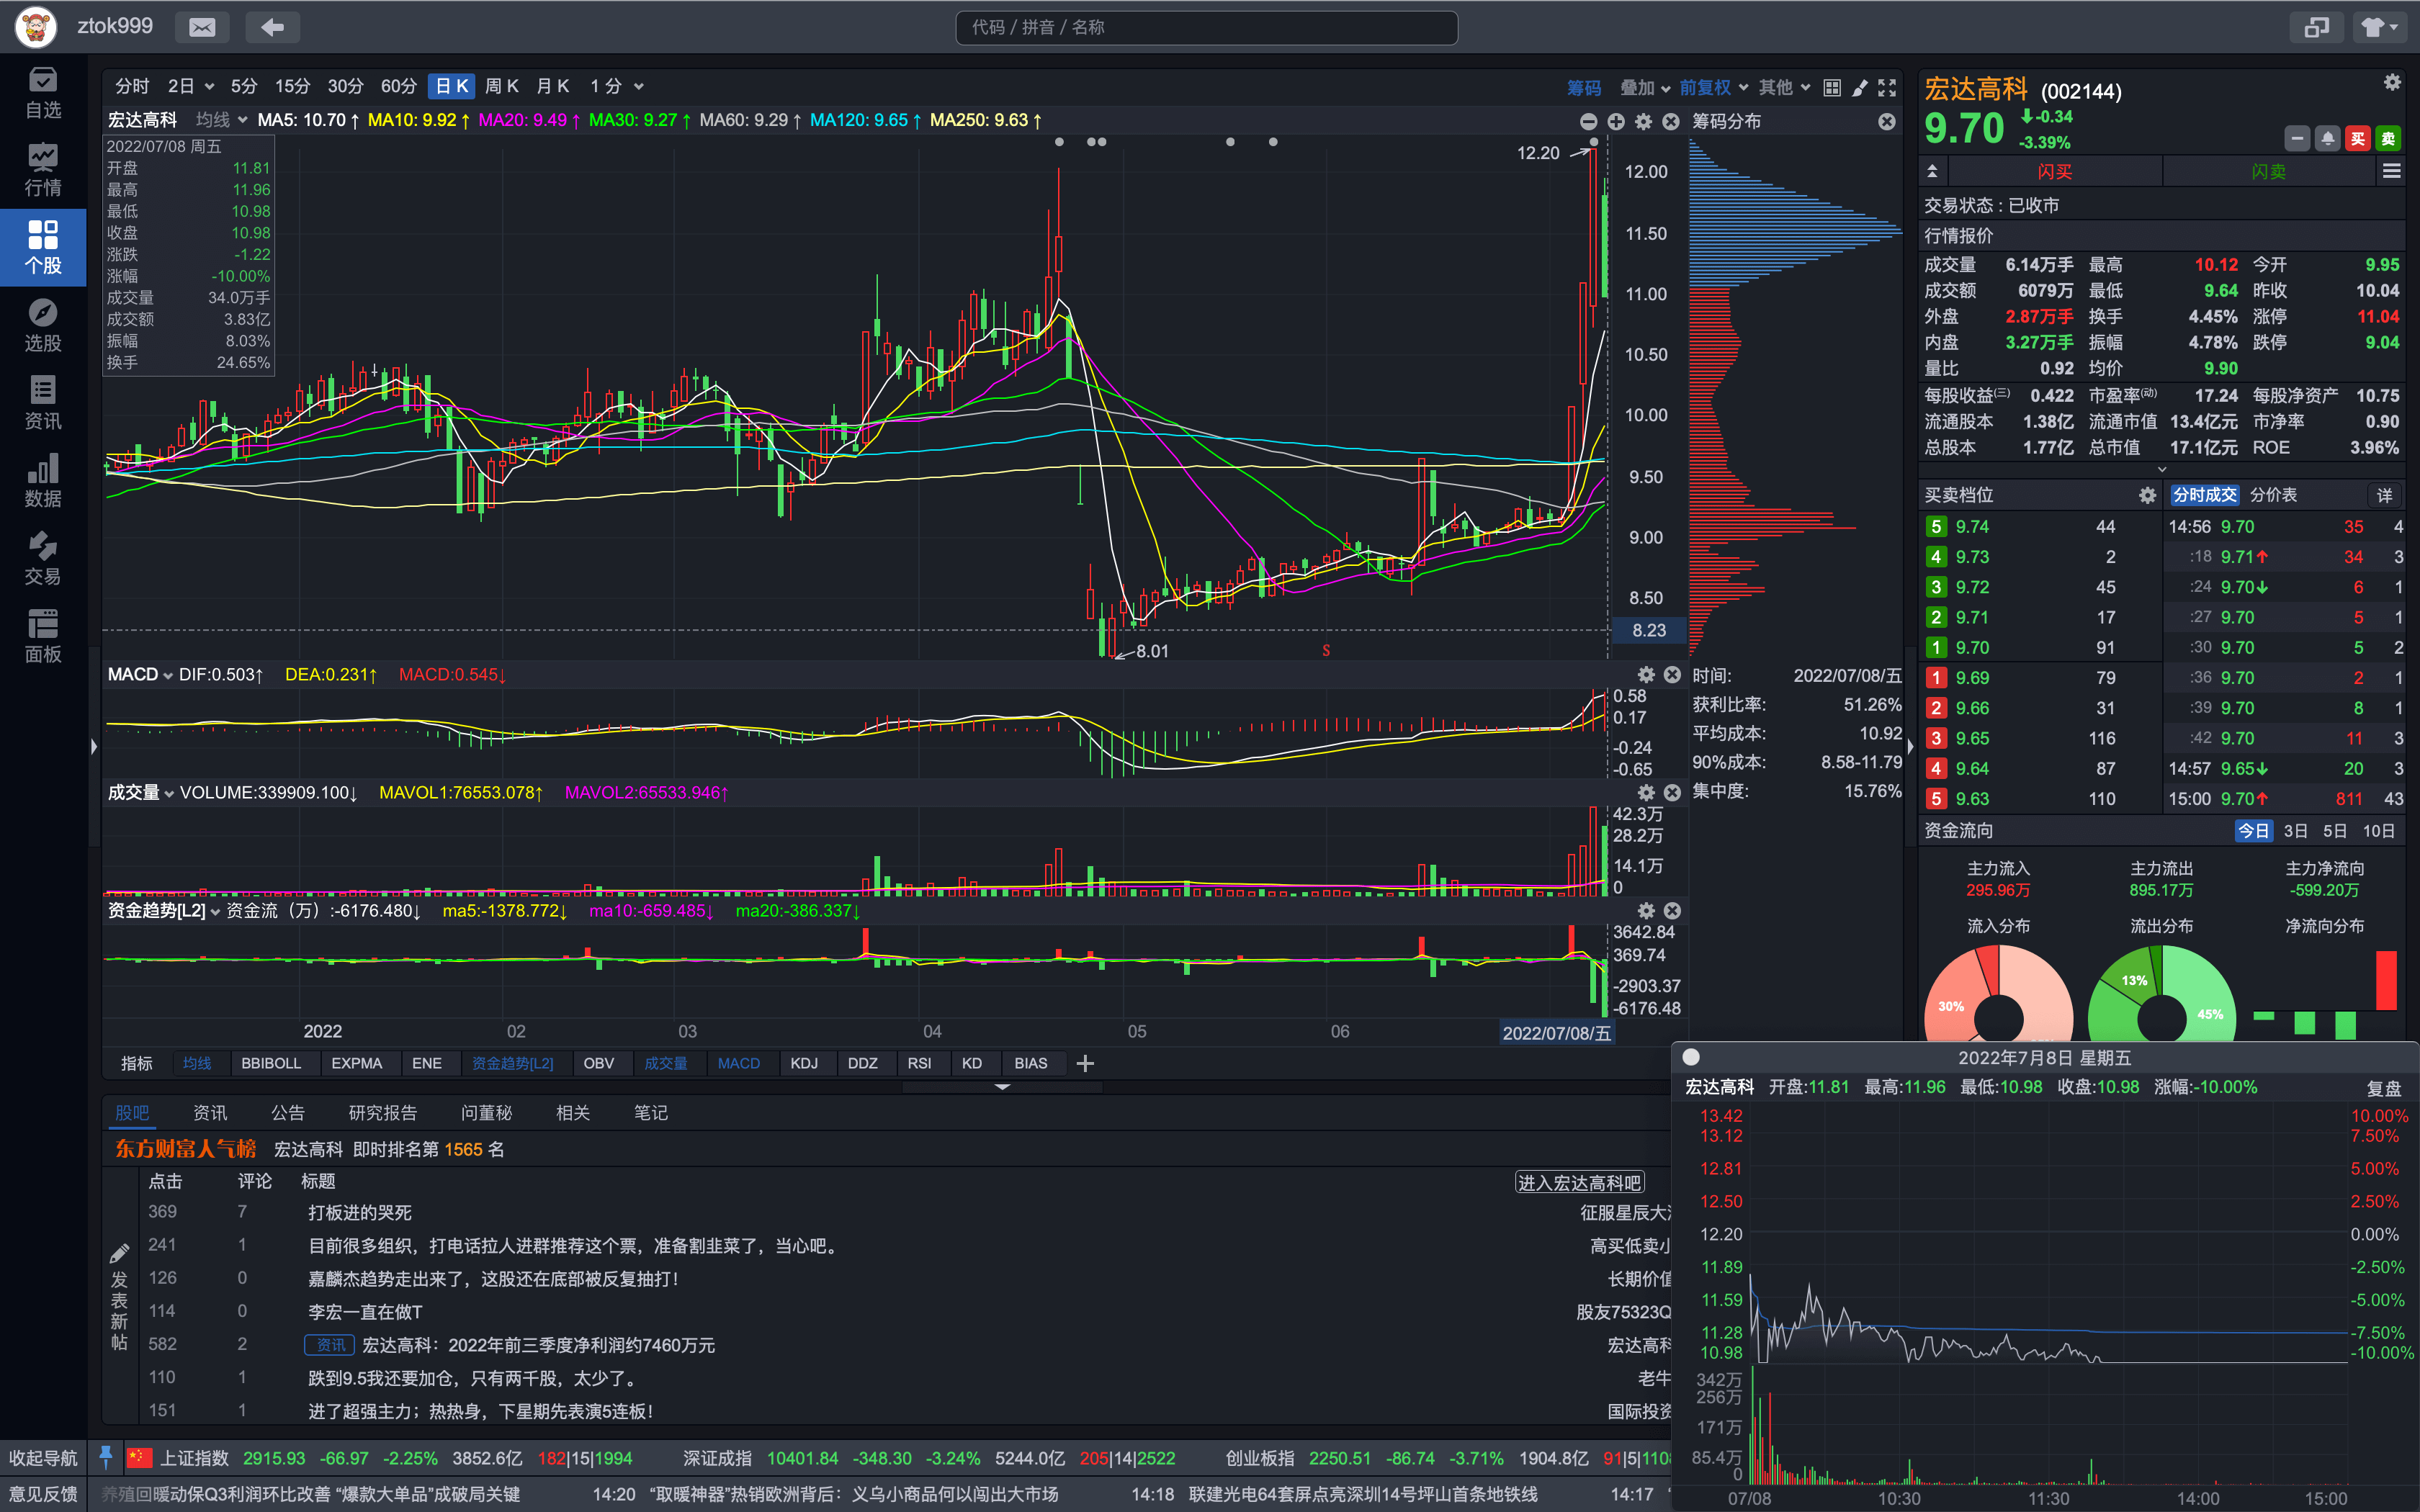 ztok999
代码 / 拼音 / 名称
自选
行情
个股
选股
资讯
数据
交易
面板
分时 2日 5分 15分 30分 60分 日K 周K 月K 1分 筹码 叠加 前复权 其他
宏达高科 均线 MA5: 10.70↑ MA10: 9.92↑ MA20: 9.49↑ MA30: 9.27↑ MA60: 9.29↑ MA120: 9.65↑ MA250: 9.63↑
筹码分布
2022/07/08 周五
开盘 11.81
最高 11.96
最低 10.98
收盘 10.98
涨跌 -1.22
涨幅 -10.00%
成交量 34.0万手
成交额 3.83亿
振幅 8.03%
换手 24.65%
12.20
8.01
S
12.00
11.50
11.00
10.50
10.00
9.50
9.00
8.50
8.23
MACD DIF:0.503↑ DEA:0.231↑ MACD:0.545↓
0.58
0.17
-0.24
-0.65
成交量 VOLUME:339909.100↓ MAVOL1:76553.078↑ MAVOL2:65533.946↑
42.3万
28.2万
14.1万
0
资金趋势[L2] 资金流（万）:-6176.480↓ ma5:-1378.772↓ ma10:-659.485↓ ma20:-386.337↓
3642.84
369.74
-2903.37
-6176.48
2022 02 03 04 05 06 2022/07/08/五
时间: 2022/07/08/五
获利比率: 51.26%
平均成本: 10.92
90%成本: 8.58-11.79
集中度: 15.76%
指标 均线 BBIBOLL EXPMA ENE 资金趋势[L2] OBV 成交量 MACD KDJ DDZ RSI KD BIAS
股吧 资讯 公告 研究报告 问董秘 相关 笔记
东方财富人气榜 宏达高科 即时排名第 1565 名
点击 评论 标题 进入宏达高科吧
369 7 打板进的哭死 征服星辰大
241 1 目前很多组织，打电话拉人进群推荐这个票，准备割韭菜了，当心吧。 高买低卖小
126 0 嘉麟杰趋势走出来了，这股还在底部被反复抽打！ 长期价值
114 0 李宏一直在做T 股友75323Q
582 2 资讯 宏达高科：2022年前三季度净利润约7460万元 宏达高科
110 1 跌到9.5我还要加仓，只有两千股，太少了。 老牛
151 1 进了超强主力；热热身，下星期先表演5连板！ 国际投资
发表新帖
宏达高科 (002144)
9.70 -0.34
-3.39%
买 卖
闪买 闪卖
交易状态：已收市
行情报价
成交量 6.14万手 最高 10.12 今开 9.95
成交额 6079万 最低 9.64 昨收 10.04
外盘 2.87万手 换手 4.45% 涨停 11.04
内盘 3.27万手 振幅 4.78% 跌停 9.04
量比 0.92 均价 9.90
每股收益(三) 0.422 市盈率(动) 17.24 每股净资产 10.75
流通股本 1.38亿 流通市值 13.4亿元 市净率 0.90
总股本 1.77亿 总市值 17.1亿元 ROE 3.96%
买卖档位 分时成交 分价表 详
5 9.74 44 14:56 9.70 35 4
4 9.73 2 :18 9.71↑ 34 3
3 9.72 45 :24 9.70↓ 6 1
2 9.71 17 :27 9.70 5 1
1 9.70 91 :30 9.70 5 2
1 9.69 79 :36 9.70 2 1
2 9.66 31 :39 9.70 8 1
3 9.65 116 :42 9.70 11 3
4 9.64 87 14:57 9.65↓ 20 3
5 9.63 110 15:00 9.70↑ 811 43
资金流向 今日 3日 5日 10日
主力流入 主力流出 主力净流向
295.96万 895.17万 -599.20万
流入分布 流出分布 净流向分布
30% 13% 45%
2022年7月8日 星期五
宏达高科 开盘:11.81 最高:11.96 最低:10.98 收盘:10.98 涨幅:-10.00% 复盘
13.42 10.00%
13.12 7.50%
12.81 5.00%
12.50 2.50%
12.20 0.00%
11.89 -2.50%
11.59 -5.00%
11.28 -7.50%
10.98 -10.00%
342万
256万
171万
85.4万
0
07/08 10:30 11:30 14:00 15:00
收起导航 上证指数 2915.93 -66.97 -2.25% 3852.6亿 182|15|1994 深证成指 10401.84 -348.30 -3.24% 5244.0亿 205|14|2522 创业板指 2250.51 -86.74 -3.71% 1904.8亿 91|5|110
意见反馈 养殖回暖动保Q3利润环比改善 “爆款大单品”成破局关键 14:20 “取暖神器”热销欧洲背后：义乌小商品何以闯出大市场 14:18 联建光电64套屏点亮深圳14号坪山首条地铁线 14:17